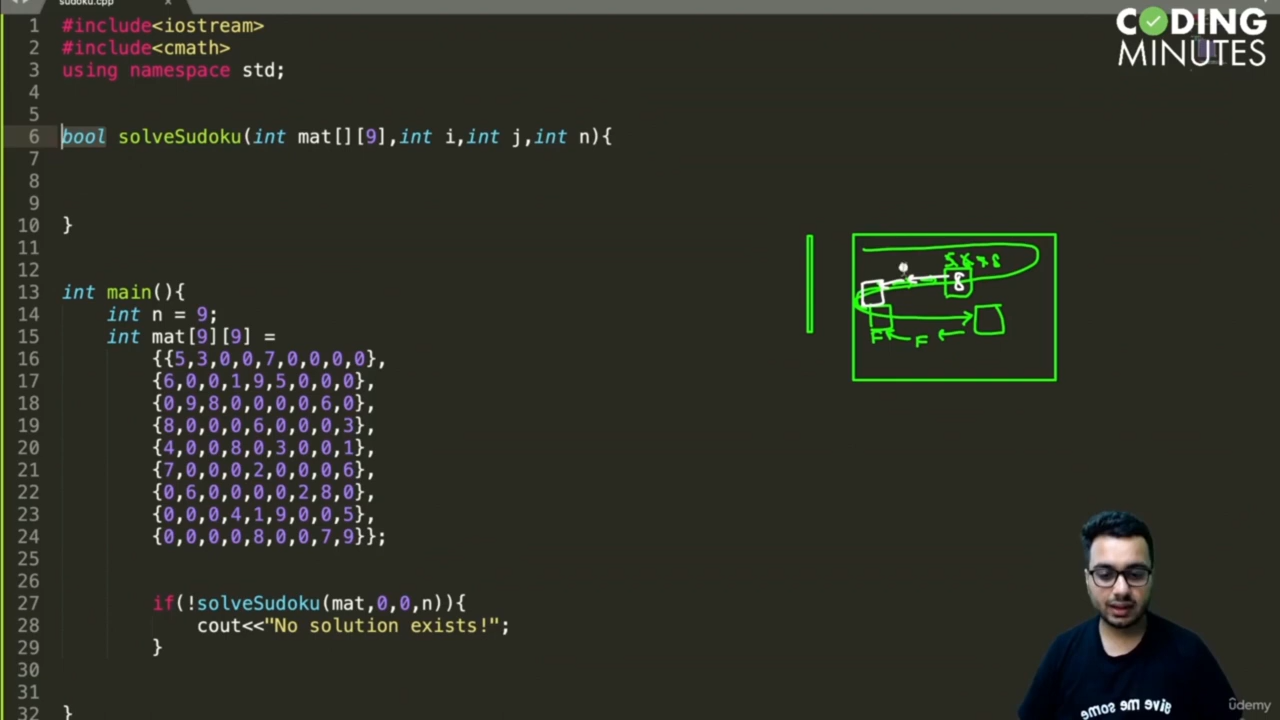 sudoku.cpp
CODING
MINUTES
1 #include<iostream>
2 #include<cmath>
3 using namespace std;
4
5
6 bool solveSudoku(int mat[][9],int i,int j,int n){
7
8
9
10 }
11
12
13 int main(){
14 int n = 9;
15 int mat[9][9] =
16 {{5,3,0,0,7,0,0,0,0},
17 {6,0,0,1,9,5,0,0,0},
18 {0,9,8,0,0,0,0,6,0},
19 {8,0,0,0,6,0,0,0,3},
20 {4,0,0,8,0,3,0,0,1},
21 {7,0,0,0,2,0,0,0,6},
22 {0,6,0,0,0,0,2,8,0},
23 {0,0,0,4,1,9,0,0,5},
24 {0,0,0,0,8,0,0,7,9}};
25
26
27 if(!solveSudoku(mat,0,0,n)){
28 cout<<"No solution exists!";
29 }
30
31
32 }
8
F F
give me some
ûdemy